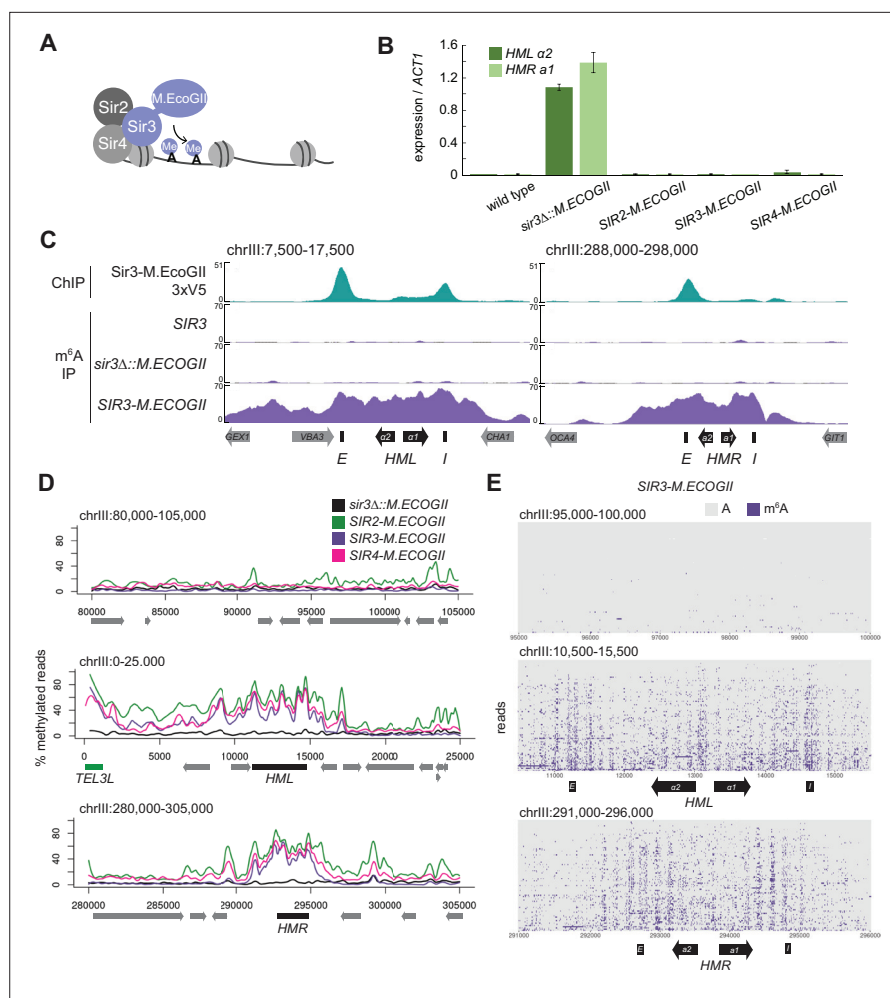 A
Sir2
Sir3
Sir4
M.EcoGII
Me
Me
A
A
B
HML α2
HMR a1
expression / ACT1
1.6
1.2
0.8
0.4
0
wild type
sir3Δ::M.ECOGII
SIR2-M.ECOGII
SIR3-M.ECOGII
SIR4-M.ECOGII
C
chrIII:7,500-17,500
chrIII:288,000-298,000
ChIP
Sir3-M.EcoGII
3xV5
51
0
51
0
m⁶A
IP
SIR3
70
0
70
0
sir3Δ::M.ECOGII
70
0
70
0
SIR3-M.ECOGII
70
0
70
0
GEX1
VBA3
α2
α1
CHA1
OCA4
a2
a1
GIT1
E
HML
I
E
HMR
I
D
sir3Δ::M.ECOGII
SIR2-M.ECOGII
SIR3-M.ECOGII
SIR4-M.ECOGII
chrIII:80,000-105,000
80
40
0
80000 85000 90000 95000 100000 105000
chrIII:0-25.000
% methylated reads
80
40
0
0 5000 10000 15000 20000 25000
TEL3L
HML
chrIII:280,000-305,000
80
40
0
280000 285000 290000 295000 300000 305000
HMR
E
SIR3-M.ECOGII
A
m⁶A
chrIII:95,000-100,000
95000 96000 97000 98000 99000 100000
chrIII:10,500-15,500
reads
11000 12000 13000 14000 15000
E
α2
α1
I
HML
chrIII:291,000-296,000
291000 292000 293000 294000 295000 296000
E
a2
a1
I
HMR